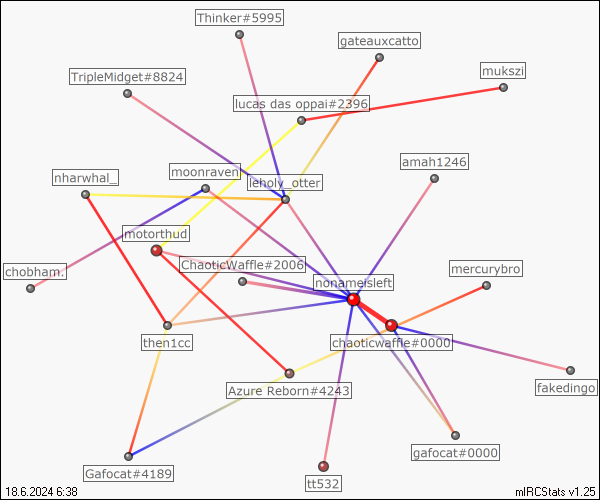 Thinker#5995
gateauxcatto
mukszi
TripleMidget#8824
lucas das oppai#2396
amah1246
moonraven
nharwhal_
leholy_otter
motorthud
ChaoticWaffle#2006
mercurybro
chobham.
nonameisleft
then1cc
chaoticwaffle#0000
fakedingo
Azure Reborn#4243
gafocat#0000
Gafocat#4189
tt532
18.6.2024 6:38
mIRCStats v1.25